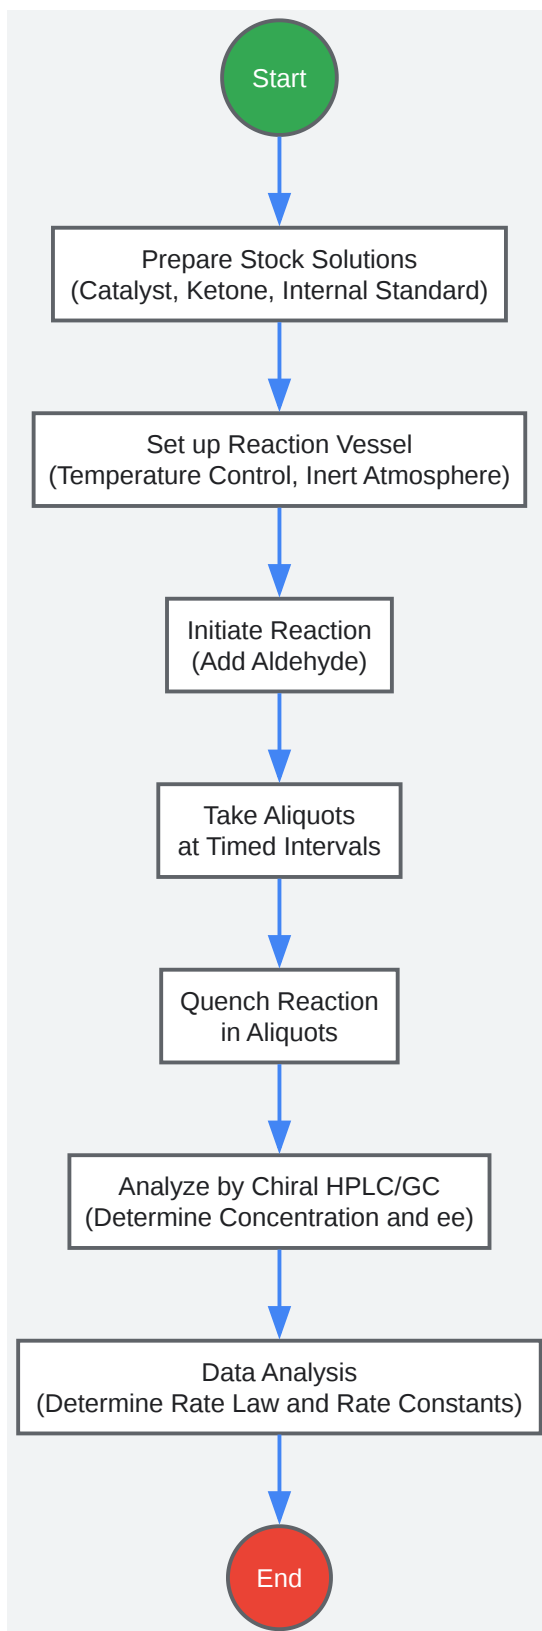 Start
Prepare Stock Solutions
(Catalyst, Ketone, Internal Standard)
Set up Reaction Vessel
(Temperature Control, Inert Atmosphere)
Initiate Reaction
(Add Aldehyde)
Take Aliquots
at Timed Intervals
Quench Reaction
in Aliquots
Analyze by Chiral HPLC/GC
(Determine Concentration and ee)
Data Analysis
(Determine Rate Law and Rate Constants)
End